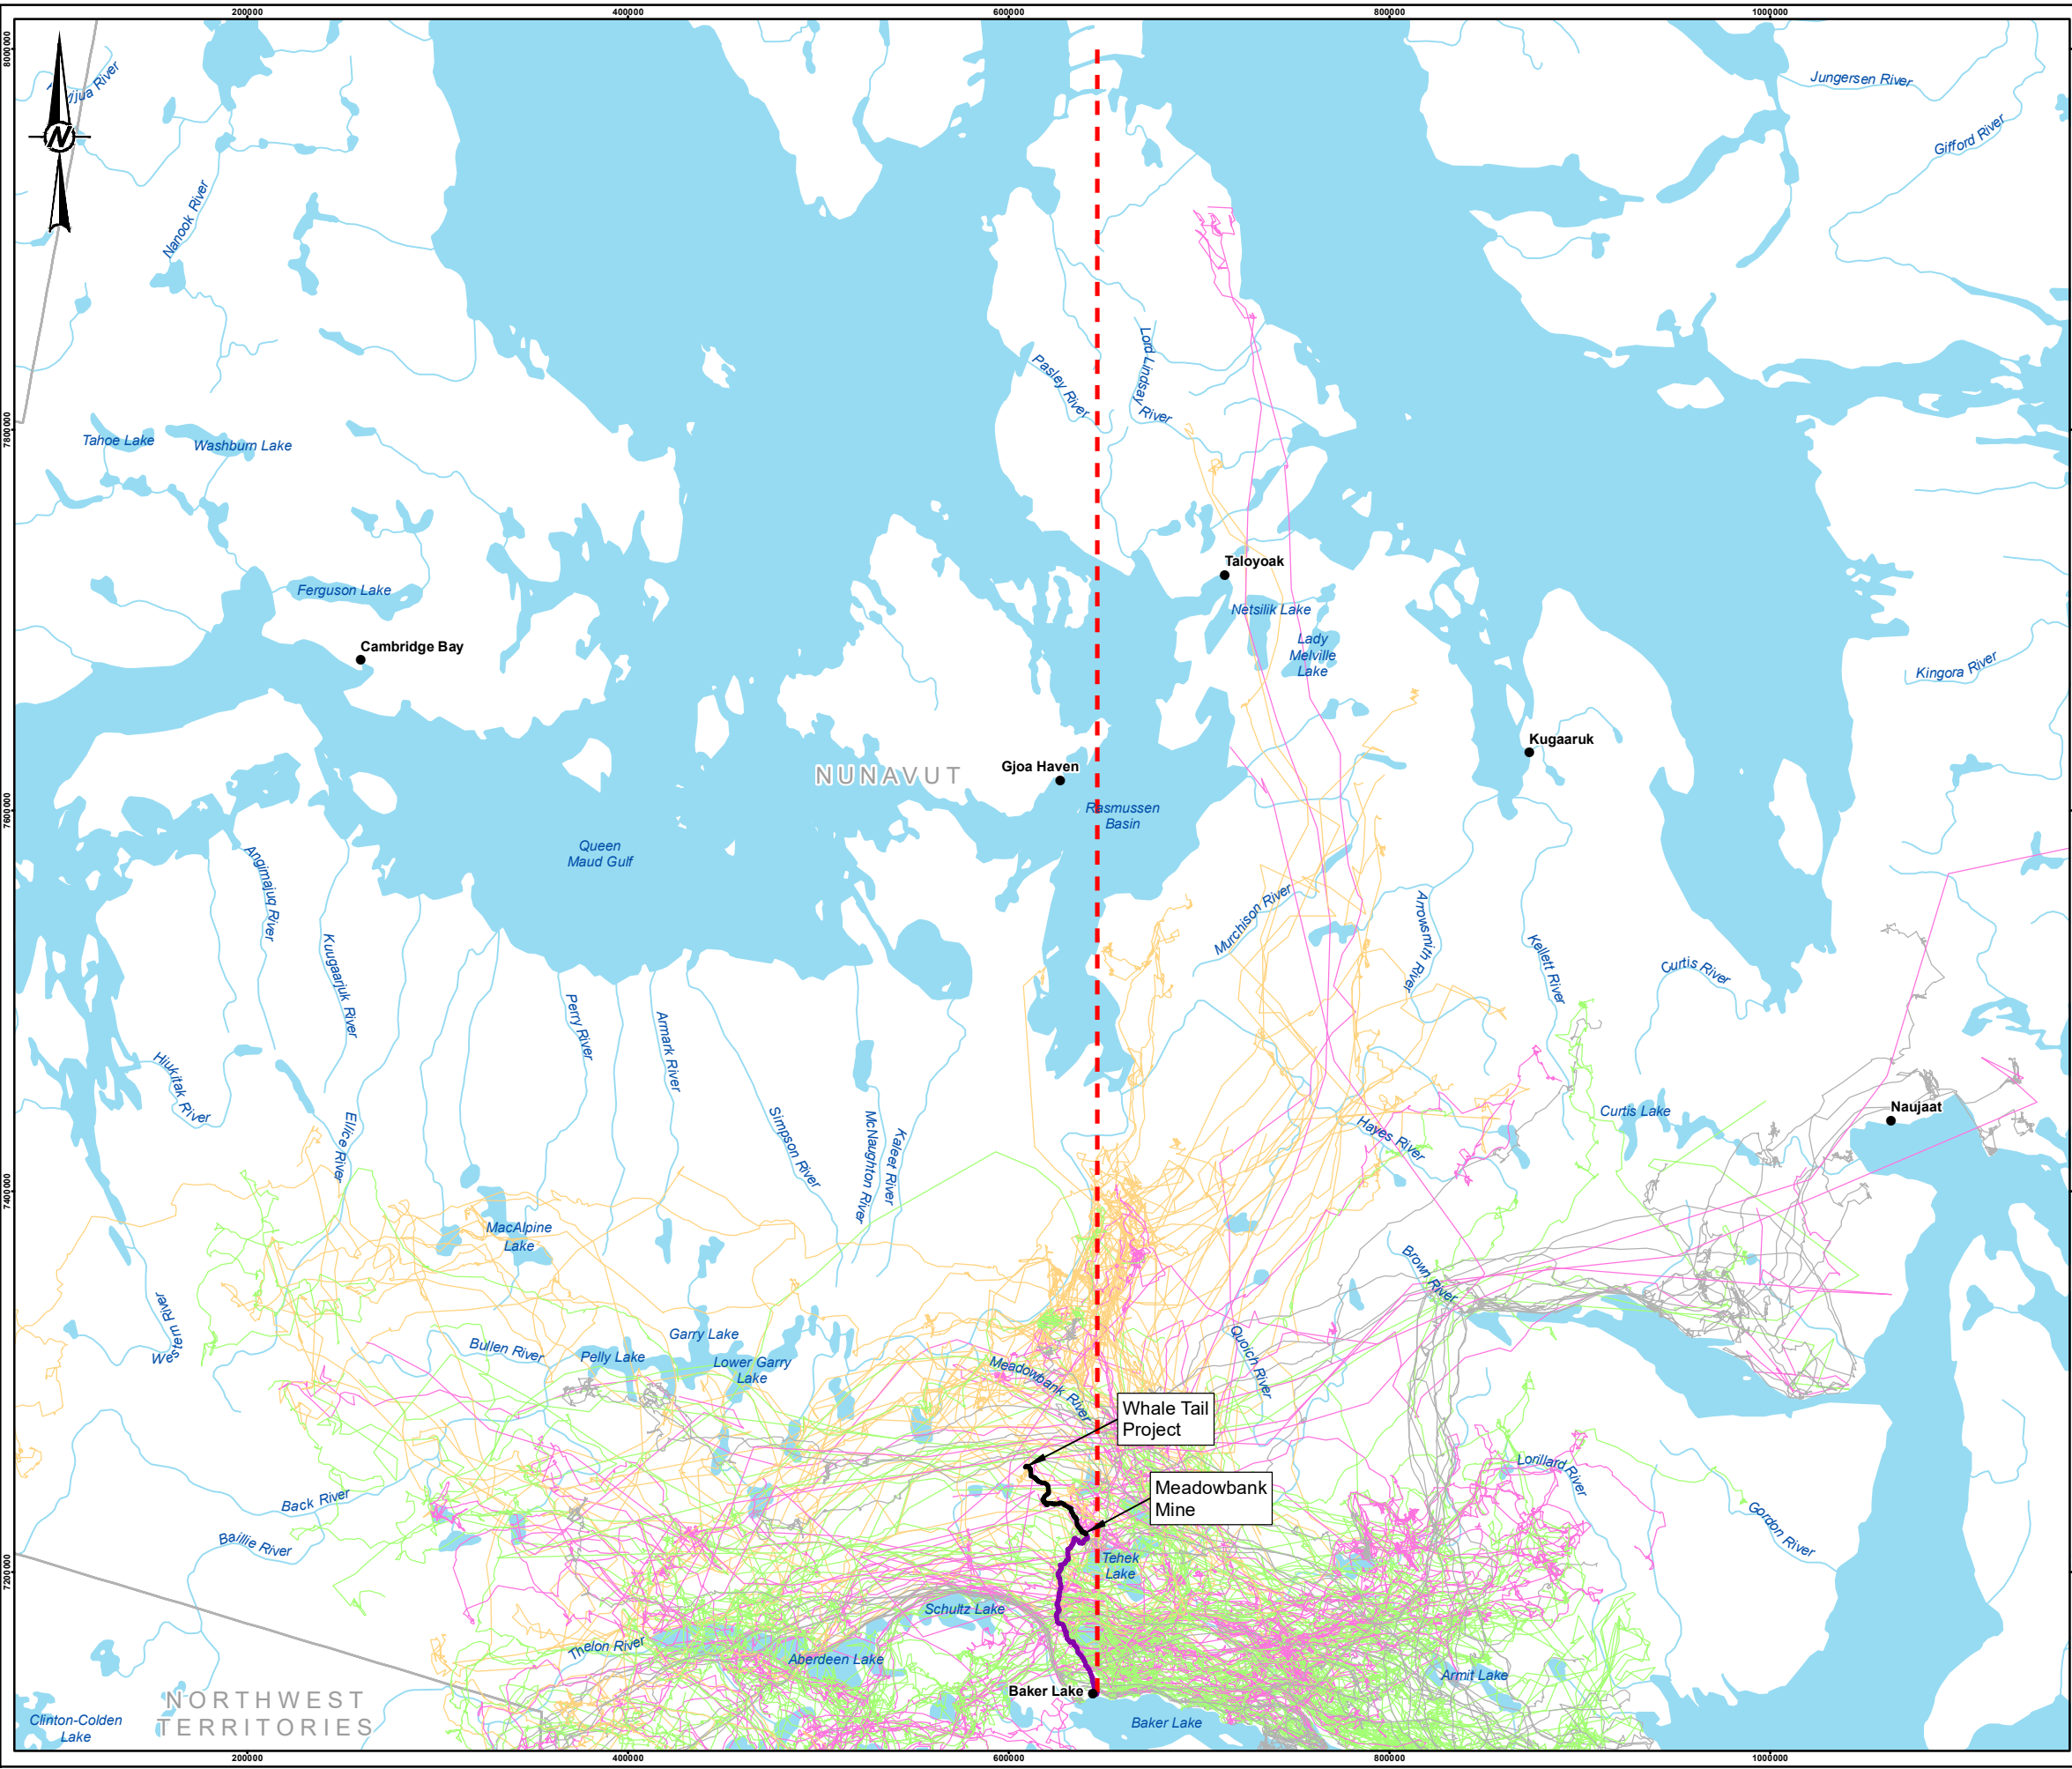 200000
400000
600000
800000
1000000
8000000
7800000
7600000
7400000
7200000
N
Jungersen River
Gifford River
Nanook River
Lord Lindsay
River
Pasley River
Tahoe Lake
Washburn Lake
Taloyoak
Ferguson Lake
Netsilik Lake
Lady
Melville
Lake
Cambridge Bay
Kingora River
Kugaaruk
Gjoa Haven
NUNAVUT
Rasmussen
Basin
Queen
Maud Gulf
Angimajuq River
Kuugaarjuk River
Murchison River
Arrowsmith River
Kellett River
Curtis River
Perry River
Armark River
Hiukitak River
Ellice River
Simpson River
McNaughton River
Kaleet River
Hayes River
Curtis Lake
Naujaat
MacAlpine
Lake
Brown River
Western River
Bullen River
Garry Lake
Pelly Lake
Lower Garry
Lake
Meadowbank River
Quoich River
Whale Tail
Project
Lorillard River
Back River
Meadowbank
Mine
Gordon River
Baillie River
Tehek
Lake
Schultz Lake
Thelon River
Aberdeen Lake
Armit Lake
Baker Lake
NORTHWEST
TERRITORIES
Clinton-Colden
Lake
Baker Lake
200000
400000
600000
800000
1000000